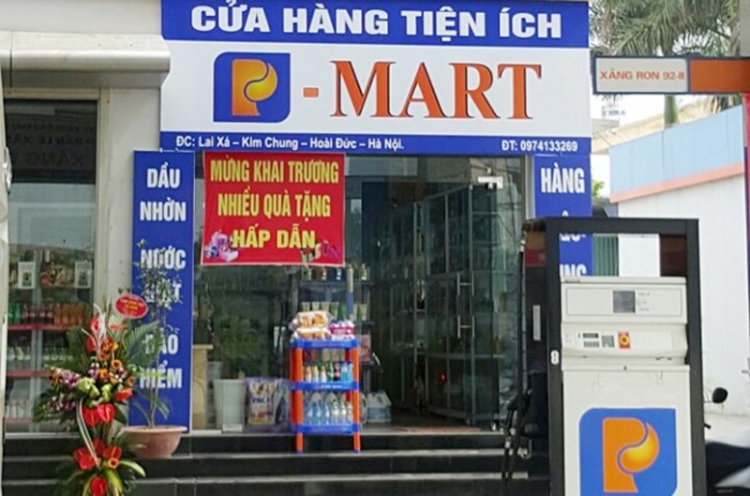 CỬA HÀNG TIỆN ÍCH
P - MART
ĐC: Lai Xá – Kim Chung – Hoài Đức – Hà Nội.
ĐT: 0974133269
XĂNG RON 92-II
MỪNG KHAI TRƯƠNG
NHIỀU QUÀ TẶNG
HẤP DẪN
DẦU
NHỜN
NƯỚC
BẢO
HIỂM
HÀNG
8
P